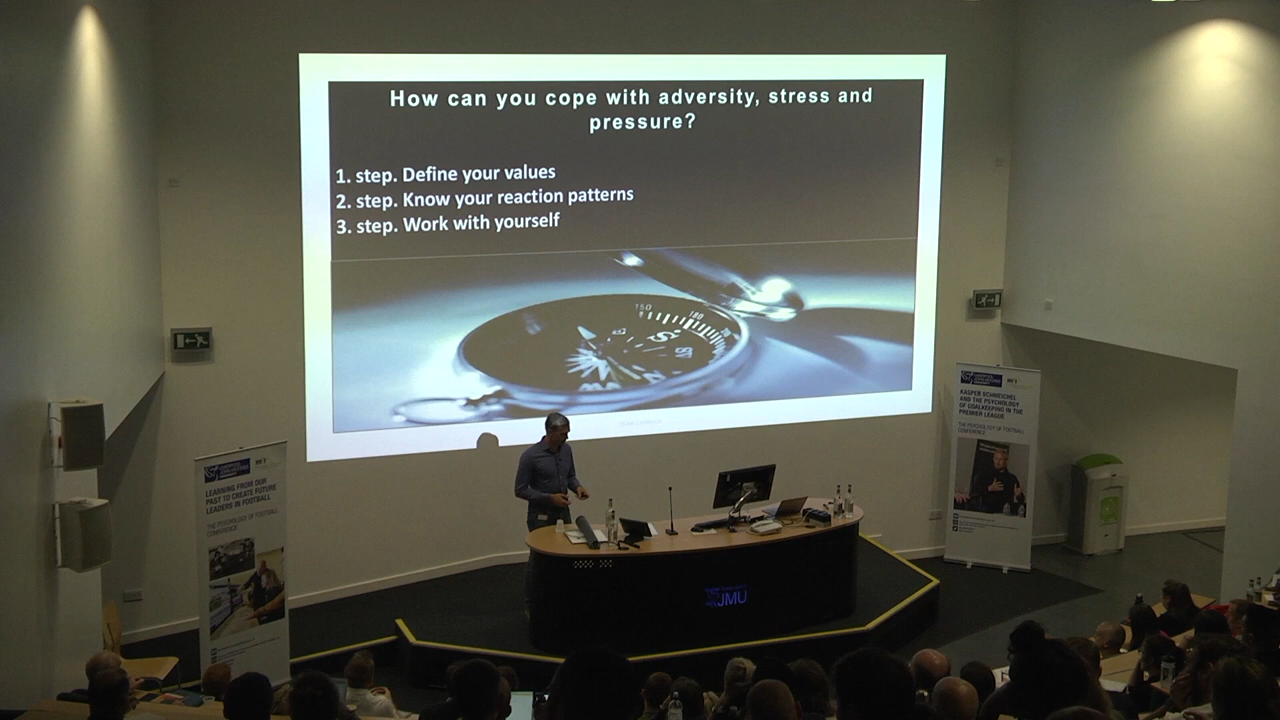 How can you cope with adversity, stress and
pressure?
1. step. Define your values
2. step. Know your reaction patterns
3. step. Work with yourself
150
180
S
LEARNING FROM OUR
PAST TO CREATE FUTURE
LEADERS IN FOOTBALL
THE PSYCHOLOGY OF FOOTBALL
CONFERENCE
KASPER SCHMEICHEL
AND THE PSYCHOLOGY
OF GOALKEEPING IN THE
PREMIER LEAGUE
THE PSYCHOLOGY OF FOOTBALL
CONFERENCE
JMU